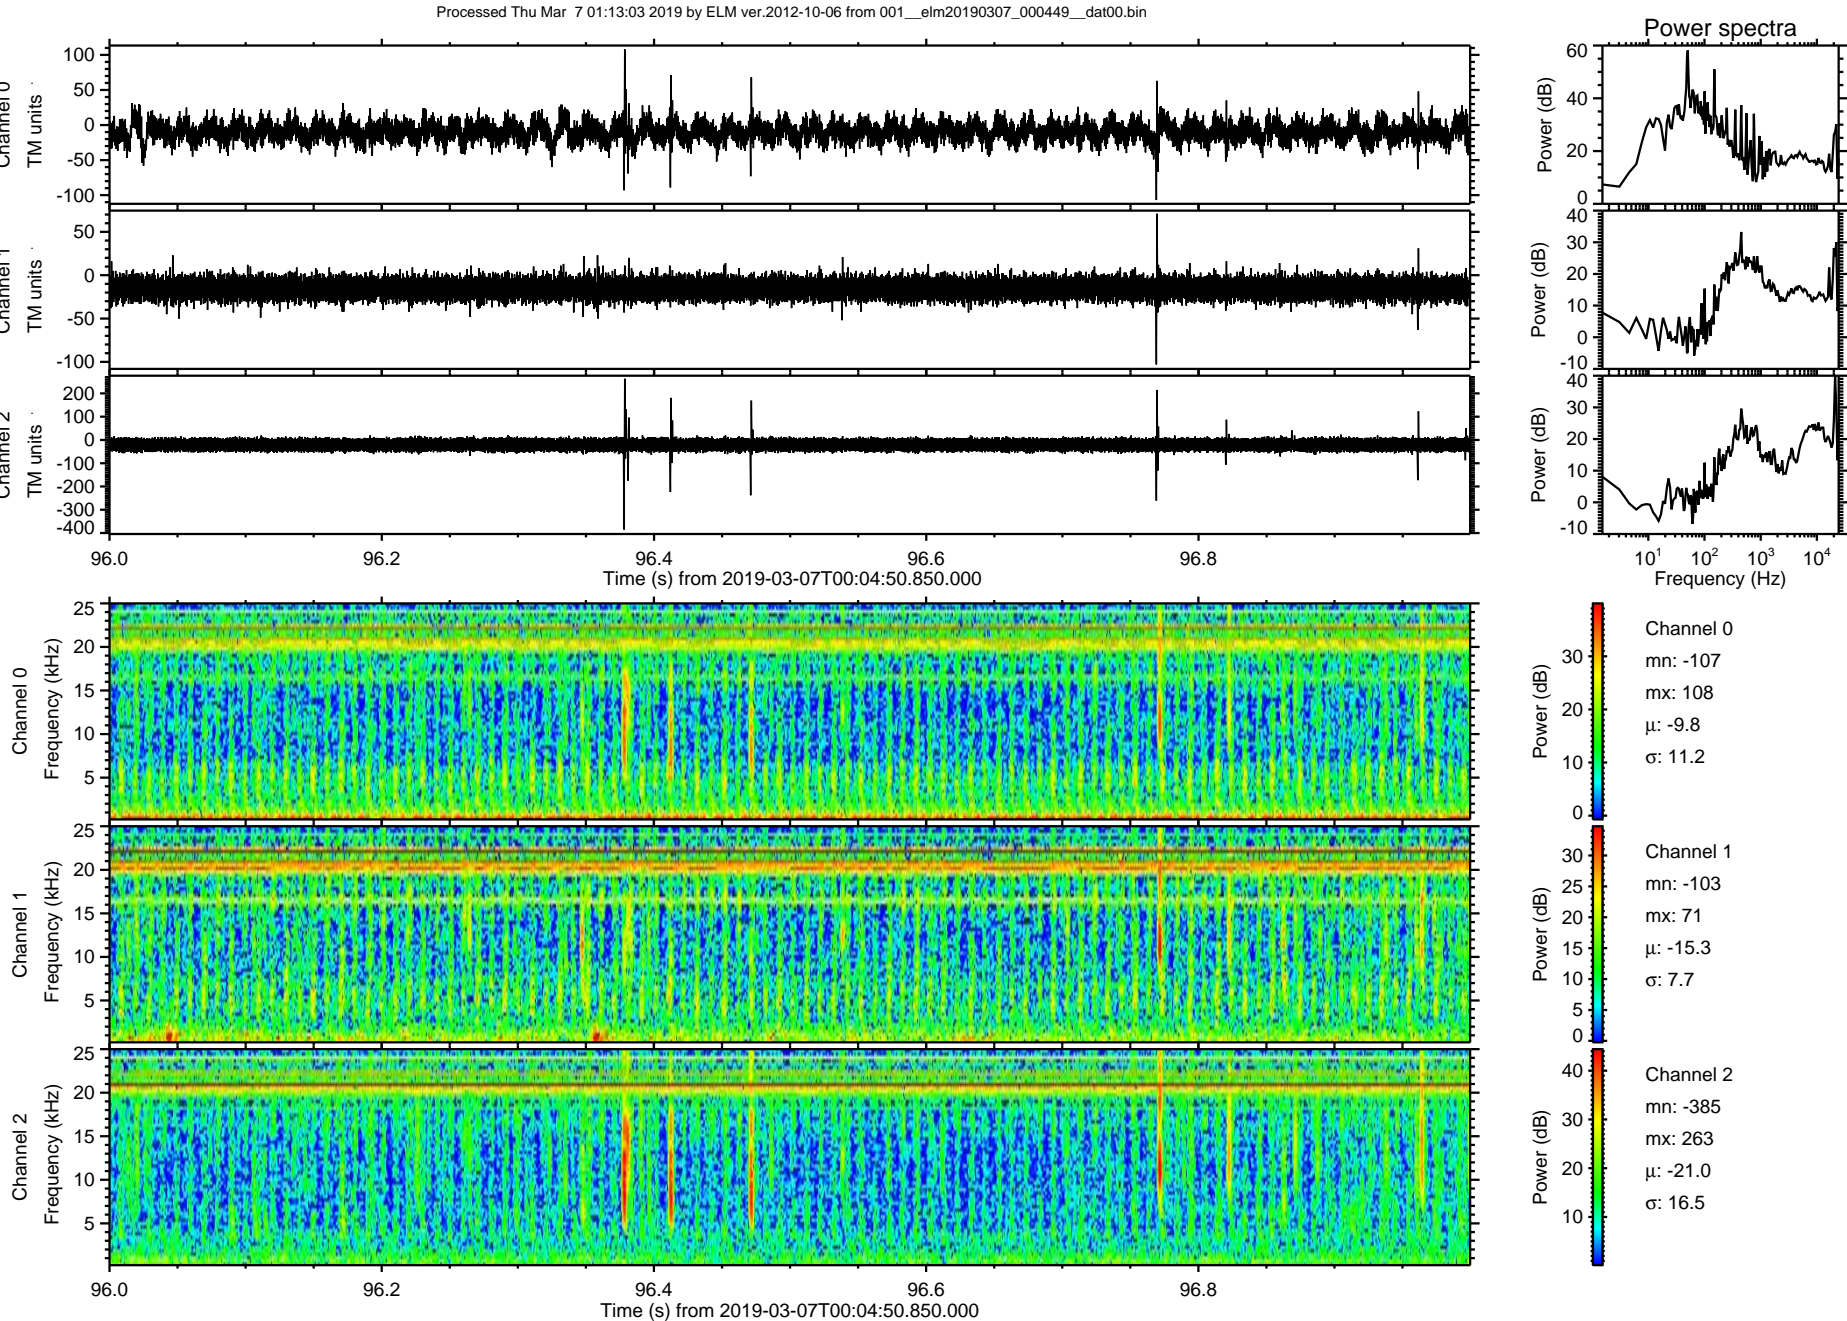 Processed Thu Mar 7 01:13:03 2019 by ELM ver.2012-10-06 from 001__elm20190307_000449__dat00.bin
Power spectra
Channel 0
TM units
100
50
0
-50
-100
Power (dB)
60
40
20
0
Channel 1
TM units
50
0
-50
-100
Power (dB)
40
30
20
10
0
-10
Channel 2
TM units
200
100
0
-100
-200
-300
-400
Power (dB)
40
30
20
10
0
-10
96.0 96.2 96.4 96.6 96.8
Time (s) from 2019-03-07T00:04:50.850.000
10¹ 10² 10³ 10⁴
Frequency (Hz)
Channel 0
Frequency (kHz)
25
20
15
10
5
Power (dB)
30
20
10
0
Channel 0
mn: -107
mx: 108
μ: -9.8
σ: 11.2
Channel 1
Frequency (kHz)
25
20
15
10
5
Power (dB)
30
25
20
15
10
5
0
Channel 1
mn: -103
mx: 71
μ: -15.3
σ: 7.7
Channel 2
Frequency (kHz)
25
20
15
10
5
Power (dB)
40
30
20
10
Channel 2
mn: -385
mx: 263
μ: -21.0
σ: 16.5
96.0 96.2 96.4 96.6 96.8
Time (s) from 2019-03-07T00:04:50.850.000